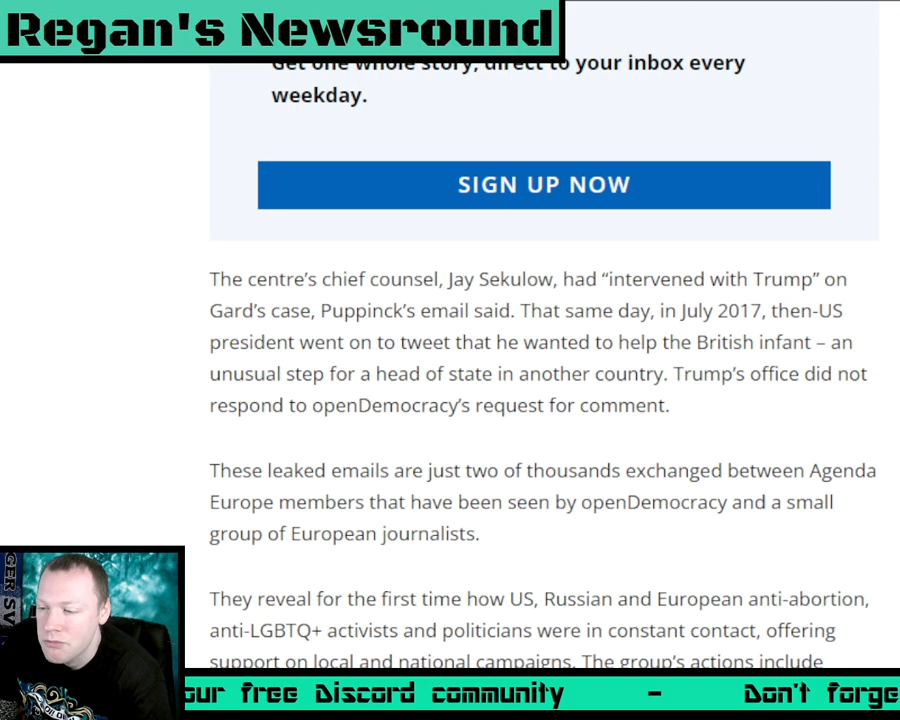 Regan's Newsround
Get one whole story, direct to your inbox every
weekday.
SIGN UP NOW
The centre’s chief counsel, Jay Sekulow, had “intervened with Trump” on
Gard’s case, Puppinck’s email said. That same day, in July 2017, then-US
president went on to tweet that he wanted to help the British infant – an
unusual step for a head of state in another country. Trump’s office did not
respond to openDemocracy’s request for comment.
These leaked emails are just two of thousands exchanged between Agenda
Europe members that have been seen by openDemocracy and a small
group of European journalists.
They reveal for the first time how US, Russian and European anti-abortion,
anti-LGBTQ+ activists and politicians were in constant contact, offering
support on local and national campaigns. The group’s actions include
our free Discord community - Don't forge